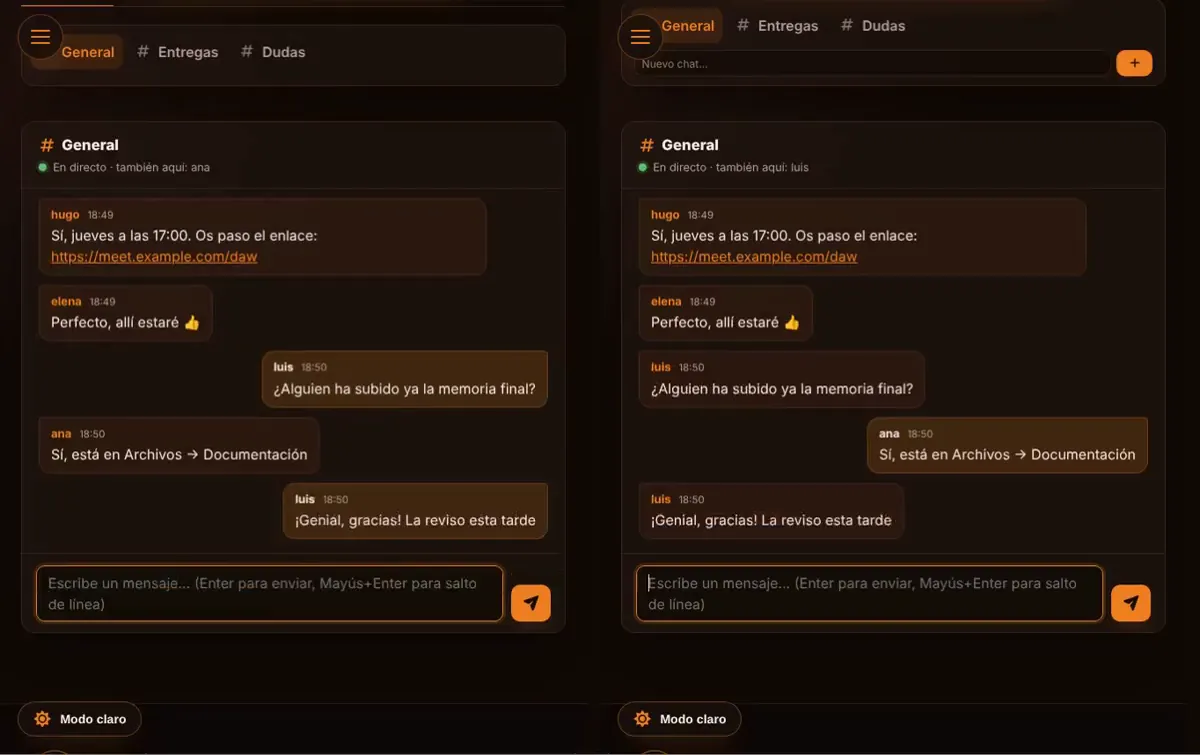 General # Entregas # Dudas
# General
En directo · también aquí: ana
hugo 18:49
Sí, jueves a las 17:00. Os paso el enlace:
https://meet.example.com/daw
elena 18:49
Perfecto, allí estaré 👍
luis 18:50
¿Alguien ha subido ya la memoria final?
ana 18:50
Sí, está en Archivos → Documentación
luis 18:50
¡Genial, gracias! La reviso esta tarde
Escribe un mensaje... (Enter para enviar, Mayús+Enter para salto
de línea)
Modo claro
General # Entregas # Dudas
Nuevo chat...
+
# General
En directo · también aquí: luis
hugo 18:49
Sí, jueves a las 17:00. Os paso el enlace:
https://meet.example.com/daw
elena 18:49
Perfecto, allí estaré 👍
luis 18:50
¿Alguien ha subido ya la memoria final?
ana 18:50
Sí, está en Archivos → Documentación
luis 18:50
¡Genial, gracias! La reviso esta tarde
Escribe un mensaje... (Enter para enviar, Mayús+Enter para salto
de línea)
Modo claro